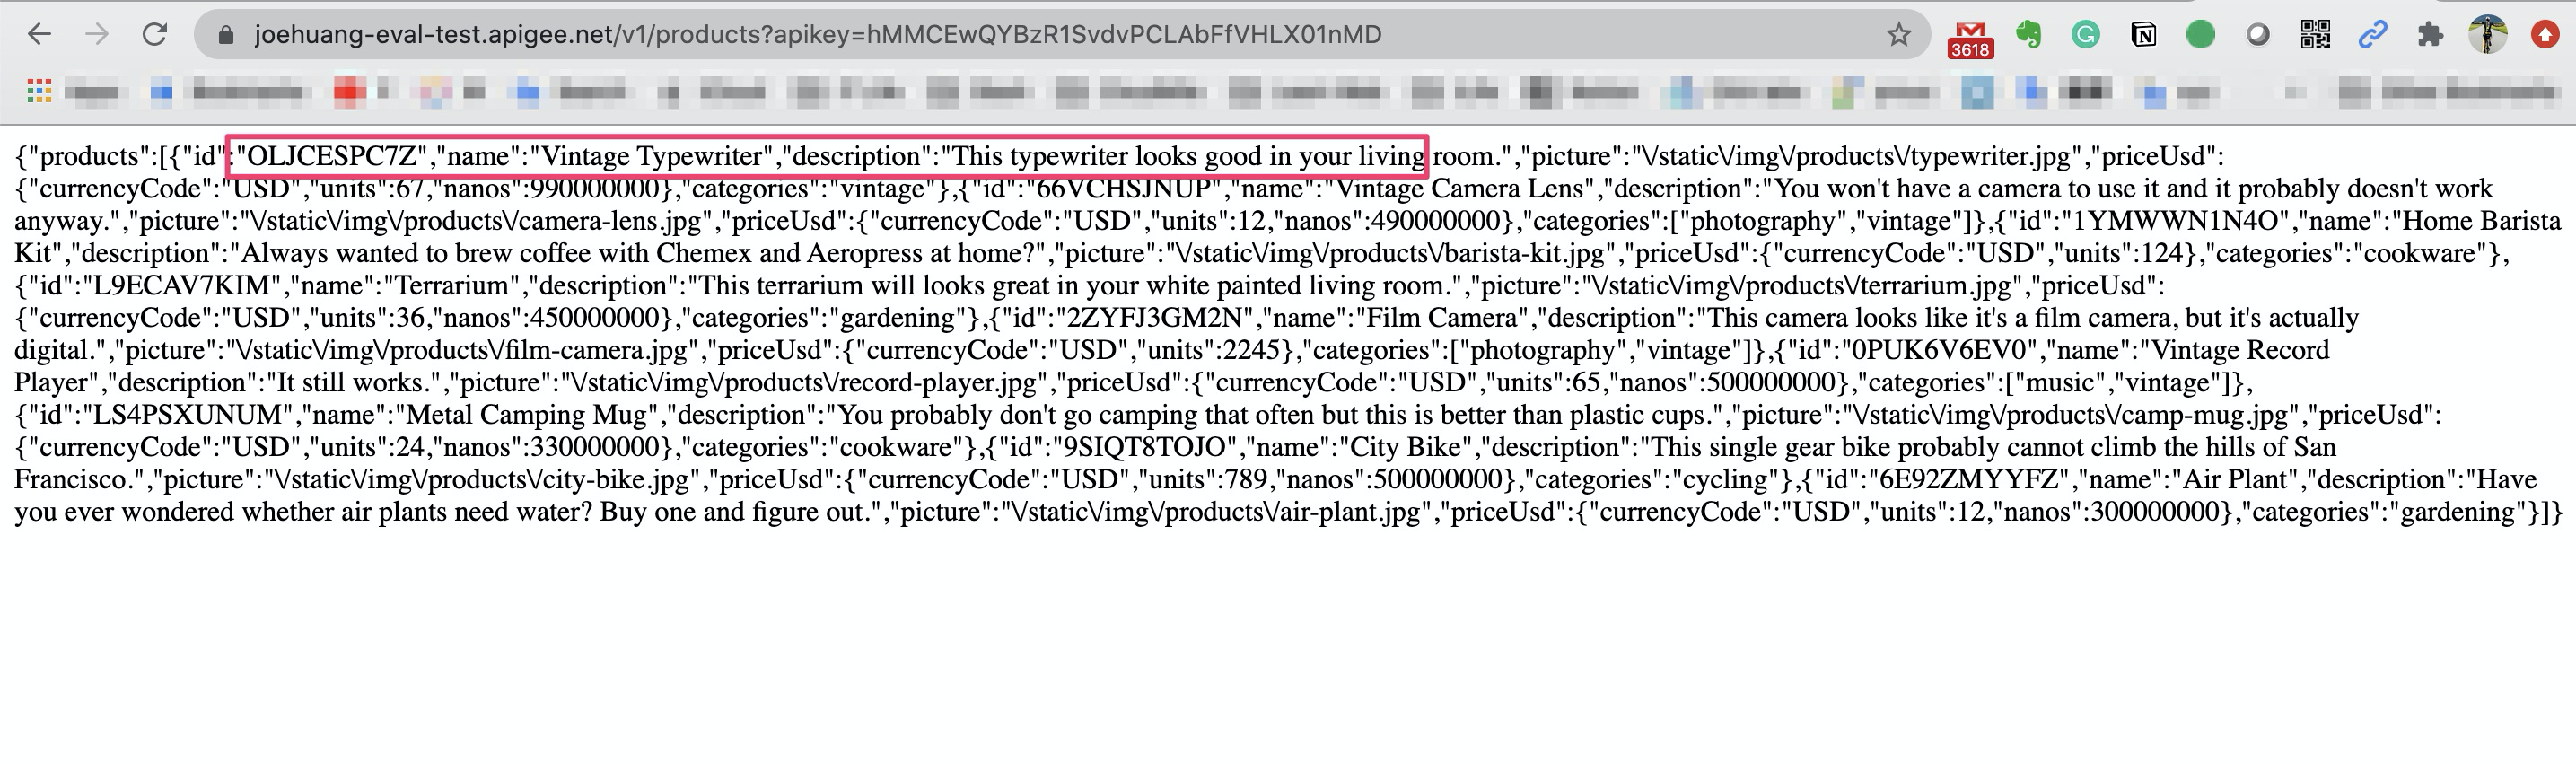 joehuang-eval-test.apigee.net/v1/products?apikey=hMMCEwQYBzR1SvdvPCLAbFfVHLX01nMD
3618
{"products":[{"id":"OLJCESPC7Z","name":"Vintage Typewriter","description":"This typewriter looks good in your living room.","picture":"\/static\/img\/products\/typewriter.jpg","priceUsd":
{"currencyCode":"USD","units":67,"nanos":990000000},"categories":"vintage"},{"id":"66VCHSJNUP","name":"Vintage Camera Lens","description":"You won't have a camera to use it and it probably doesn't work
anyway.","picture":"\/static\/img\/products\/camera-lens.jpg","priceUsd":{"currencyCode":"USD","units":12,"nanos":490000000},"categories":["photography","vintage"]},{"id":"1YMWWN1N4O","name":"Home Barista
Kit","description":"Always wanted to brew coffee with Chemex and Aeropress at home?","picture":"\/static\/img\/products\/barista-kit.jpg","priceUsd":{"currencyCode":"USD","units":124},"categories":"cookware"},
{"id":"L9ECAV7KIM","name":"Terrarium","description":"This terrarium will looks great in your white painted living room.","picture":"\/static\/img\/products\/terrarium.jpg","priceUsd":
{"currencyCode":"USD","units":36,"nanos":450000000},"categories":"gardening"},{"id":"2ZYFJ3GM2N","name":"Film Camera","description":"This camera looks like it's a film camera, but it's actually
digital.","picture":"\/static\/img\/products\/film-camera.jpg","priceUsd":{"currencyCode":"USD","units":2245},"categories":["photography","vintage"]},{"id":"0PUK6V6EV0","name":"Vintage Record
Player","description":"It still works.","picture":"\/static\/img\/products\/record-player.jpg","priceUsd":{"currencyCode":"USD","units":65,"nanos":500000000},"categories":["music","vintage"]},
{"id":"LS4PSXUNUM","name":"Metal Camping Mug","description":"You probably don't go camping that often but this is better than plastic cups.","picture":"\/static\/img\/products\/camp-mug.jpg","priceUsd":
{"currencyCode":"USD","units":24,"nanos":330000000},"categories":"cookware"},{"id":"9SIQT8TOJO","name":"City Bike","description":"This single gear bike probably cannot climb the hills of San
Francisco.","picture":"\/static\/img\/products\/city-bike.jpg","priceUsd":{"currencyCode":"USD","units":789,"nanos":500000000},"categories":"cycling"},{"id":"6E92ZMYYFZ","name":"Air Plant","description":"Have
you ever wondered whether air plants need water? Buy one and figure out.","picture":"\/static\/img\/products\/air-plant.jpg","priceUsd":{"currencyCode":"USD","units":12,"nanos":300000000},"categories":"gardening"}]}